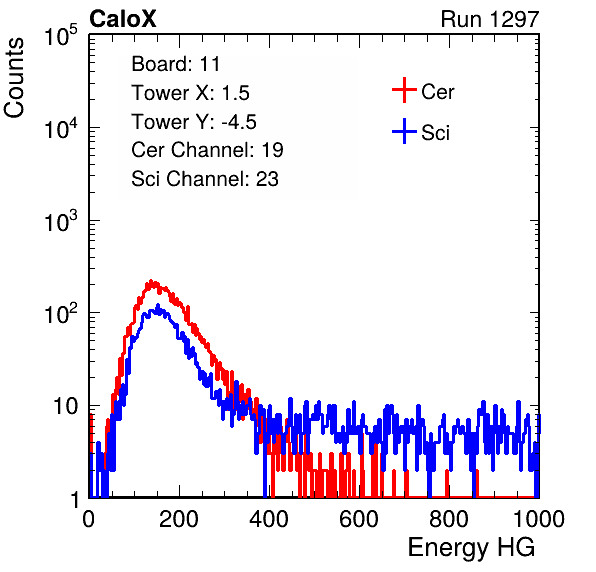 CaloX Run 1297
Counts
10^5
10^4
10^3
10^2
10
1
Board: 11
Tower X: 1.5
Tower Y: -4.5
Cer Channel: 19
Sci Channel: 23
Cer
Sci
0 200 400 600 800 1000
Energy HG